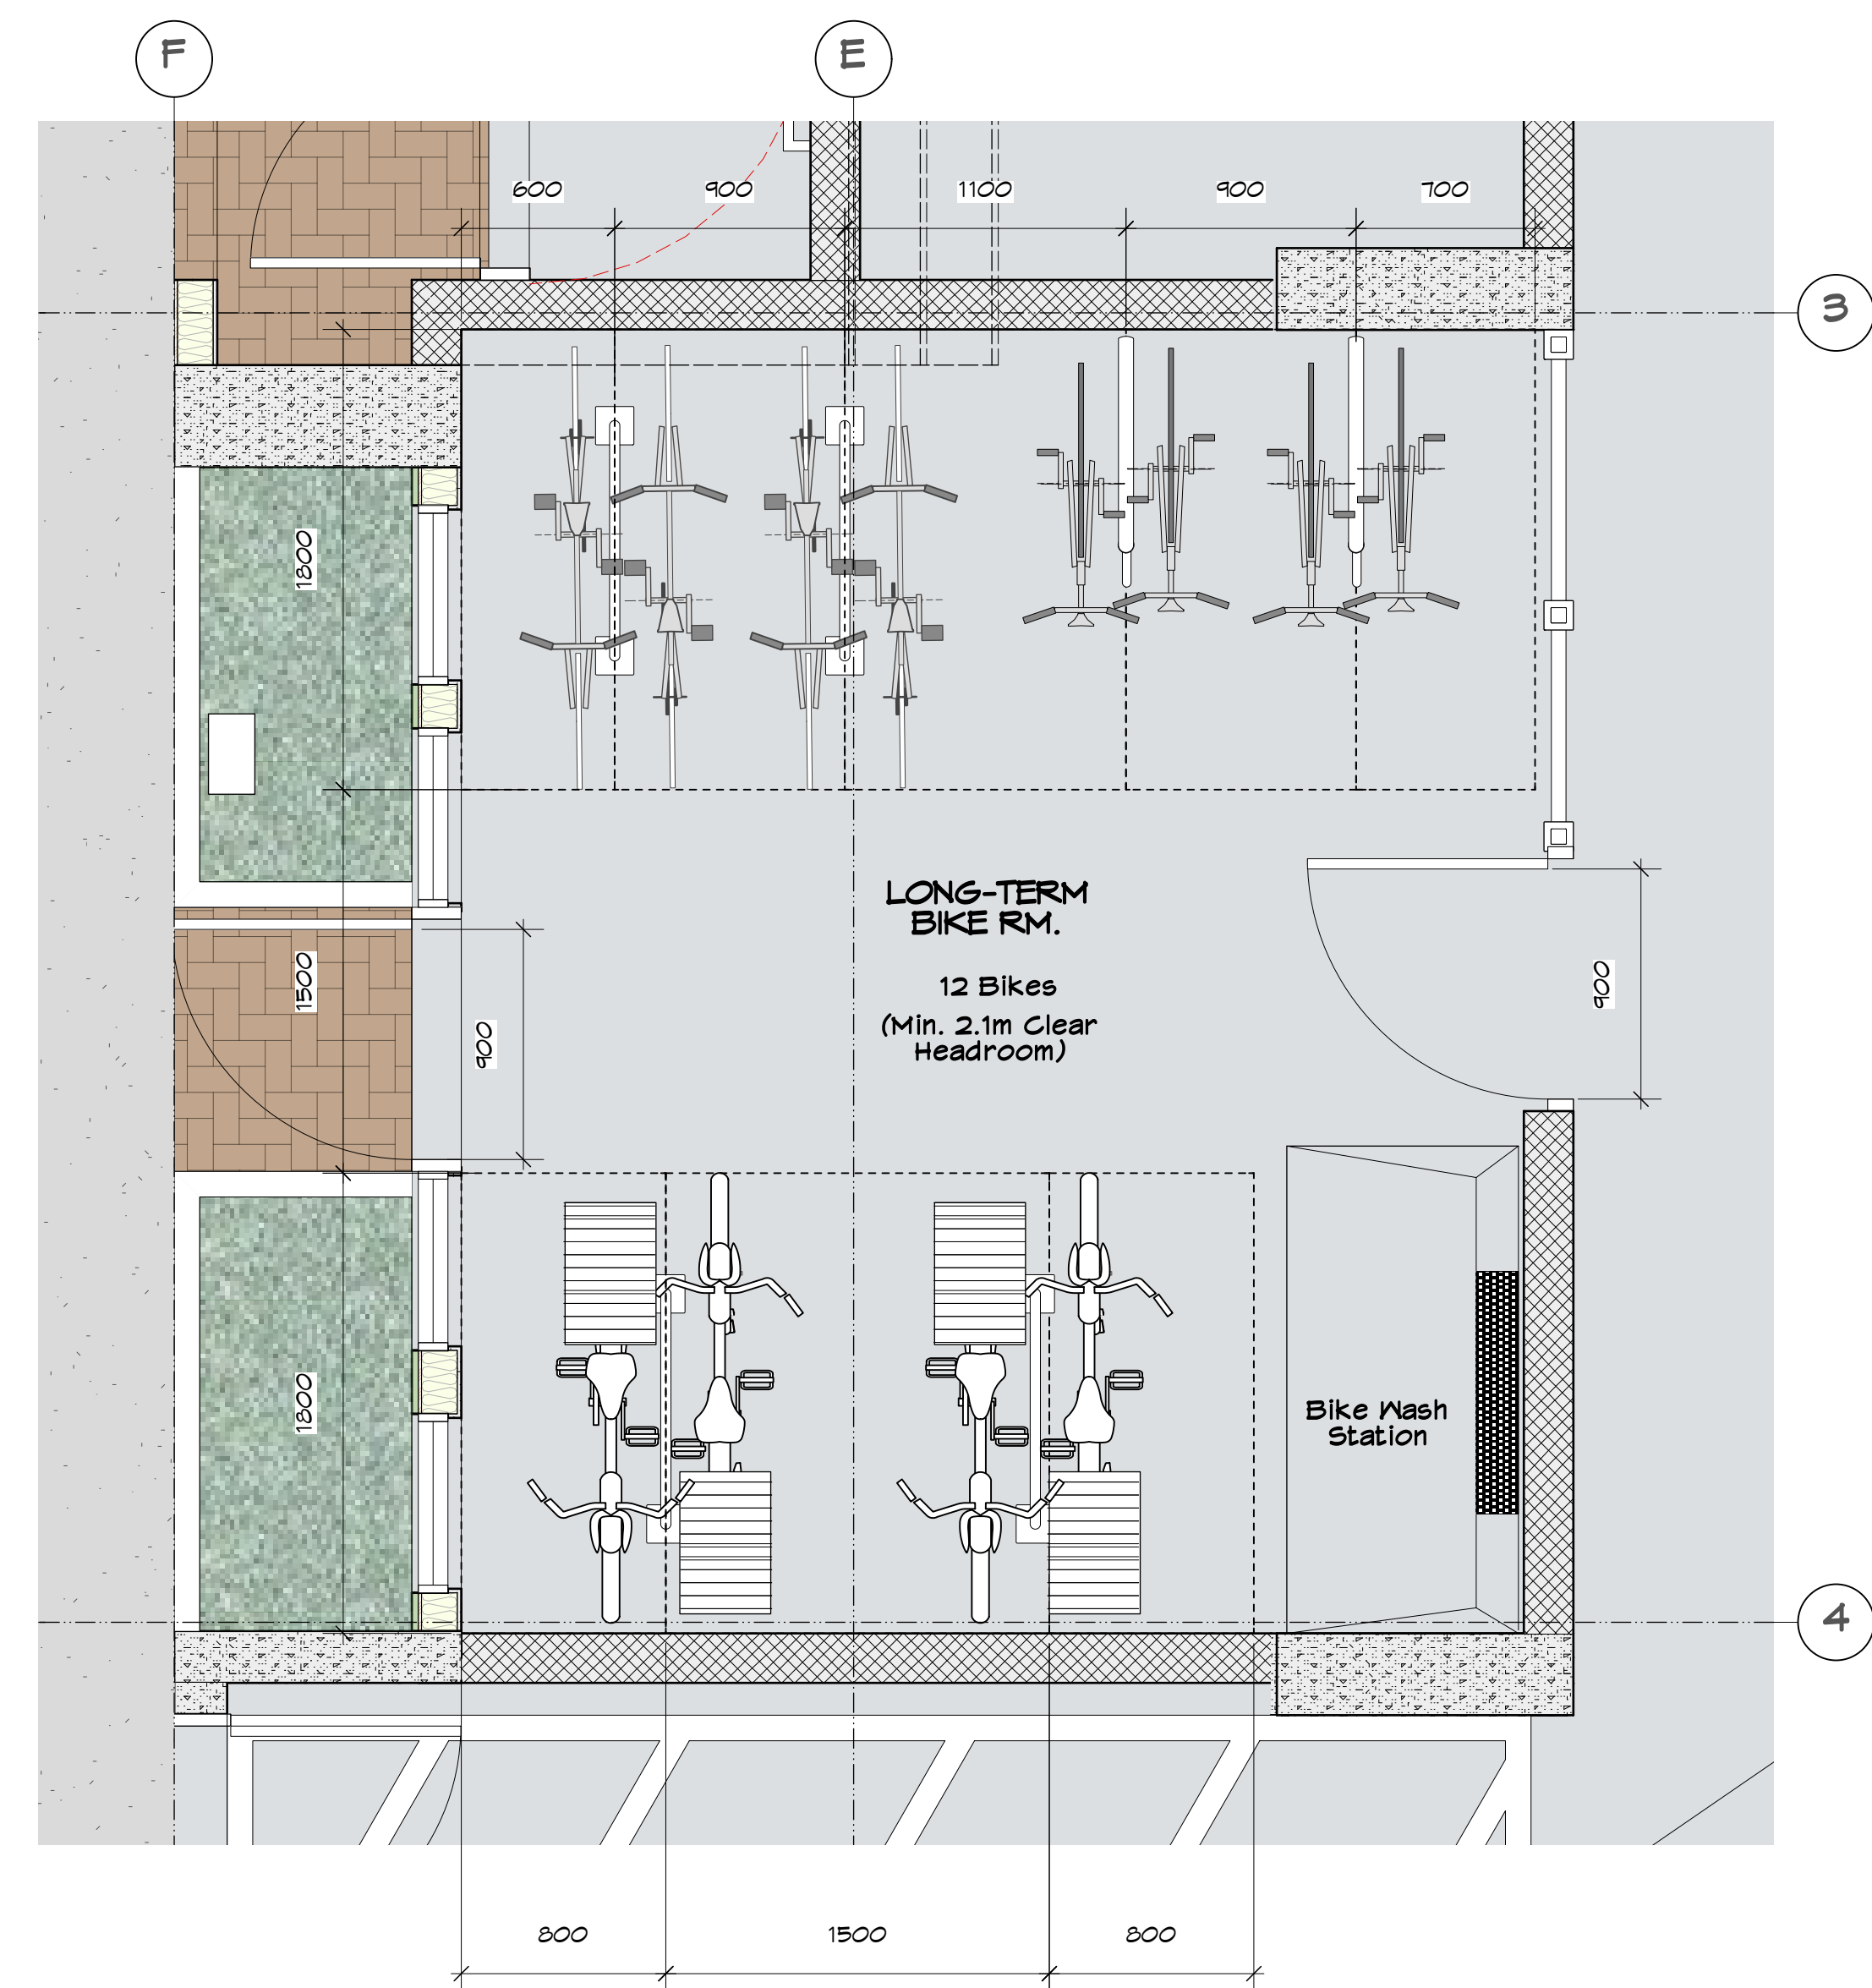 F
E
600
900
1100
900
700
3
1800
LONG-TERM
BIKE RM.
12 Bikes
(Min. 2.1m Clear
Headroom)
1500
900
900
1800
Bike Wash
Station
4
800
1500
800